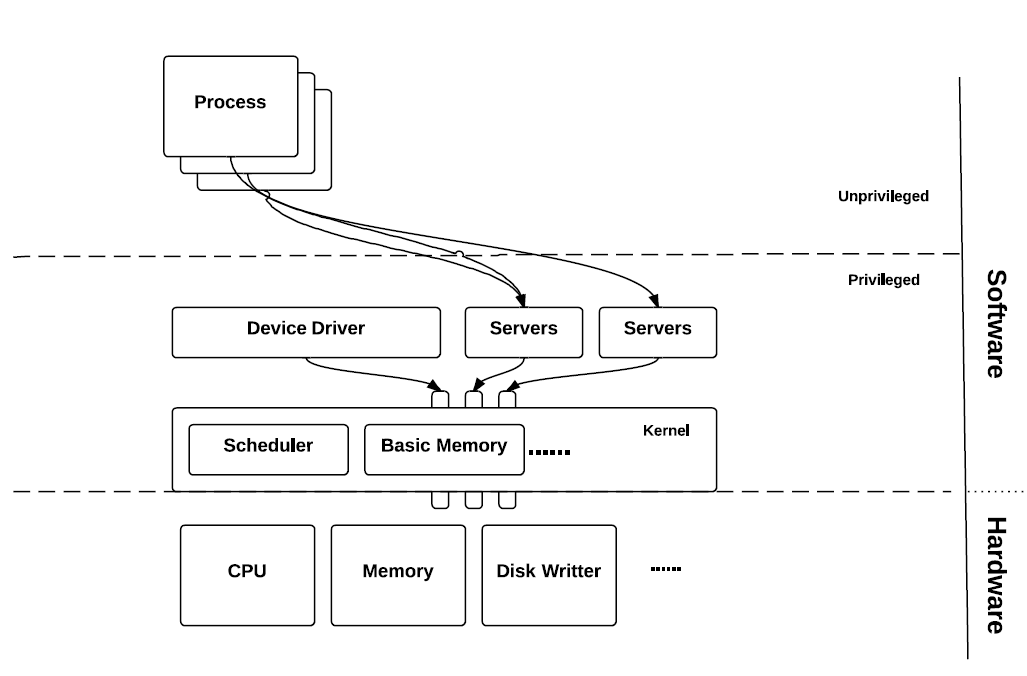 Process
Unprivileged
Privileged
Software
Device Driver
Servers
Servers
Kernel
Scheduler
Basic Memory
Hardware
CPU
Memory
Disk Writter